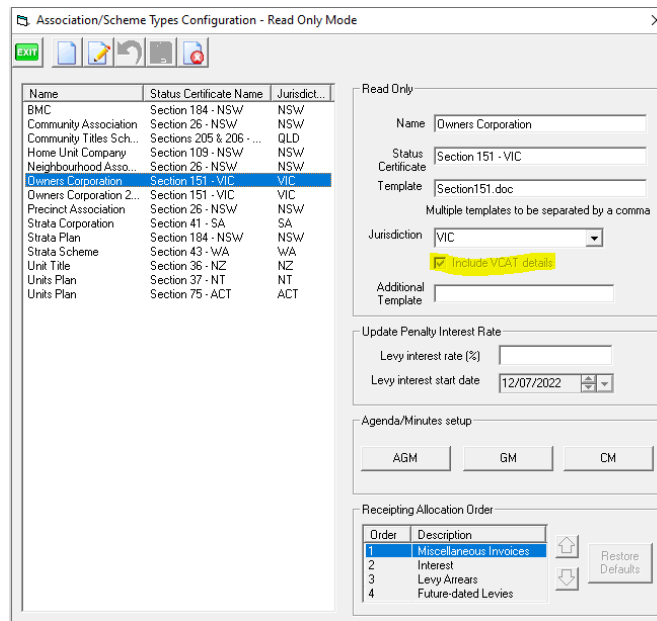 Association/Scheme Types Configuration - Read Only Mode
EXIT
Name Status Certificate Name Jurisdict...
BMC Section 184 - NSW NSW
Community Association Section 26 - NSW NSW
Community Titles Sch... Sections 205 & 206 - ... QLD
Home Unit Company Section 109 - NSW NSW
Neighbourhood Asso... Section 26 - NSW NSW
Owners Corporation Section 151 - VIC VIC
Owners Corporation 2... Section 151 - VIC VIC
Precinct Association Section 26 - NSW NSW
Strata Corporation Section 41 - SA SA
Strata Plan Section 184 - NSW NSW
Strata Scheme Section 43 - WA WA
Unit Title Section 36 - NZ NZ
Units Plan Section 37 - NT NT
Units Plan Section 75 - ACT ACT
Read Only
Name Owners Corporation
Status Certificate Section 151 - VIC
Template Section151.doc
Multiple templates to be separated by a comma
Jurisdiction VIC
Include VCAT details
Additional Template
Update Penalty Interest Rate
Levy interest rate (%)
Levy interest start date 12/07/2022
Agenda/Minutes setup
AGM GM CM
Receipting Allocation Order
Order Description
1 Miscellaneous Invoices
2 Interest
3 Levy Arrears
4 Future-dated Levies
Restore Defaults